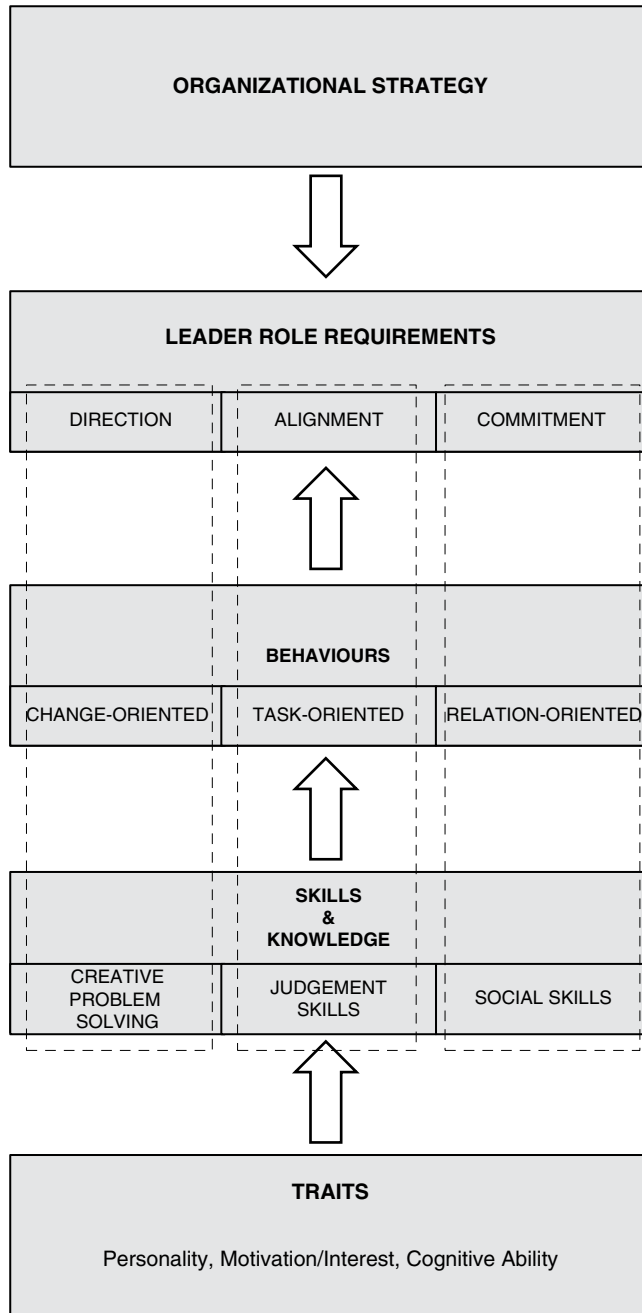 ORGANIZATIONAL STRATEGY
LEADER ROLE REQUIREMENTS
DIRECTION
ALIGNMENT
COMMITMENT
BEHAVIOURS
CHANGE-ORIENTED
TASK-ORIENTED
RELATION-ORIENTED
SKILLS
&
KNOWLEDGE
CREATIVE
PROBLEM
SOLVING
JUDGEMENT
SKILLS
SOCIAL SKILLS
TRAITS
Personality, Motivation/Interest, Cognitive Ability